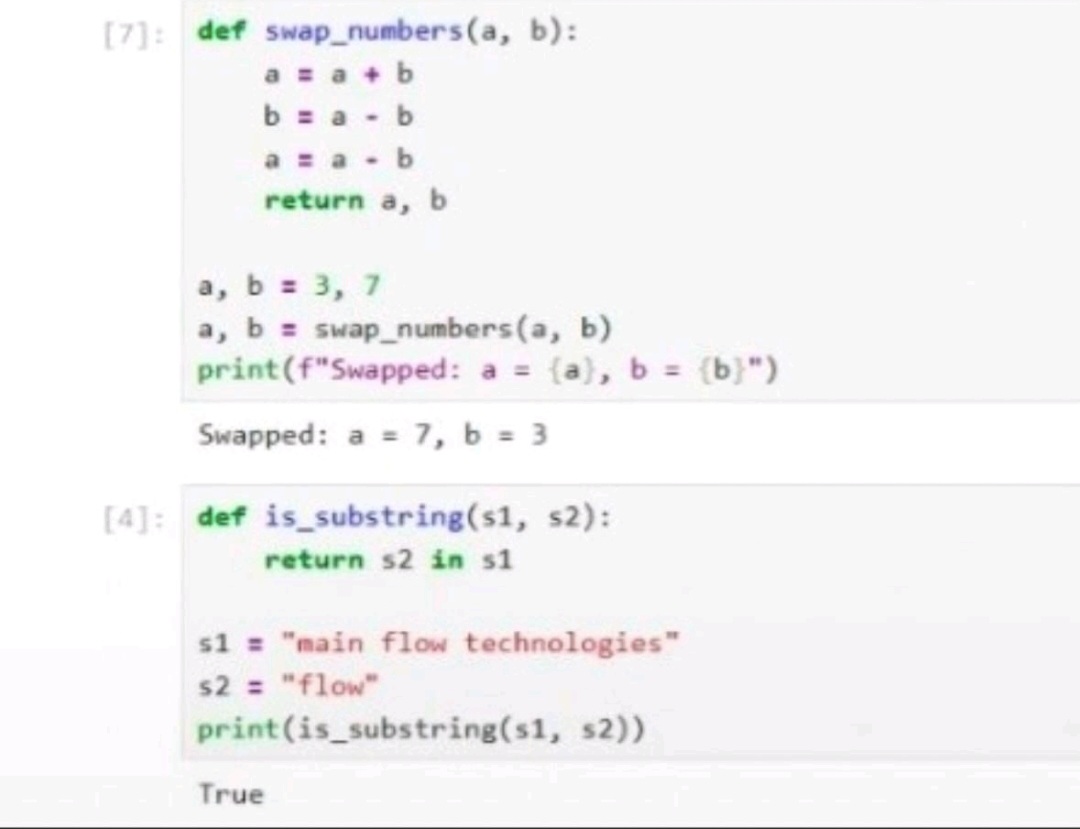 [7]: def swap_numbers(a, b):
    a = a + b
    b = a - b
    a = a - b
    return a, b

a, b = 3, 7
a, b = swap_numbers(a, b)
print(f"Swapped: a = {a}, b = {b}")
Swapped: a = 7, b = 3
[4]: def is_substring(s1, s2):
    return s2 in s1

s1 = "main flow technologies"
s2 = "flow"
print(is_substring(s1, s2))
True